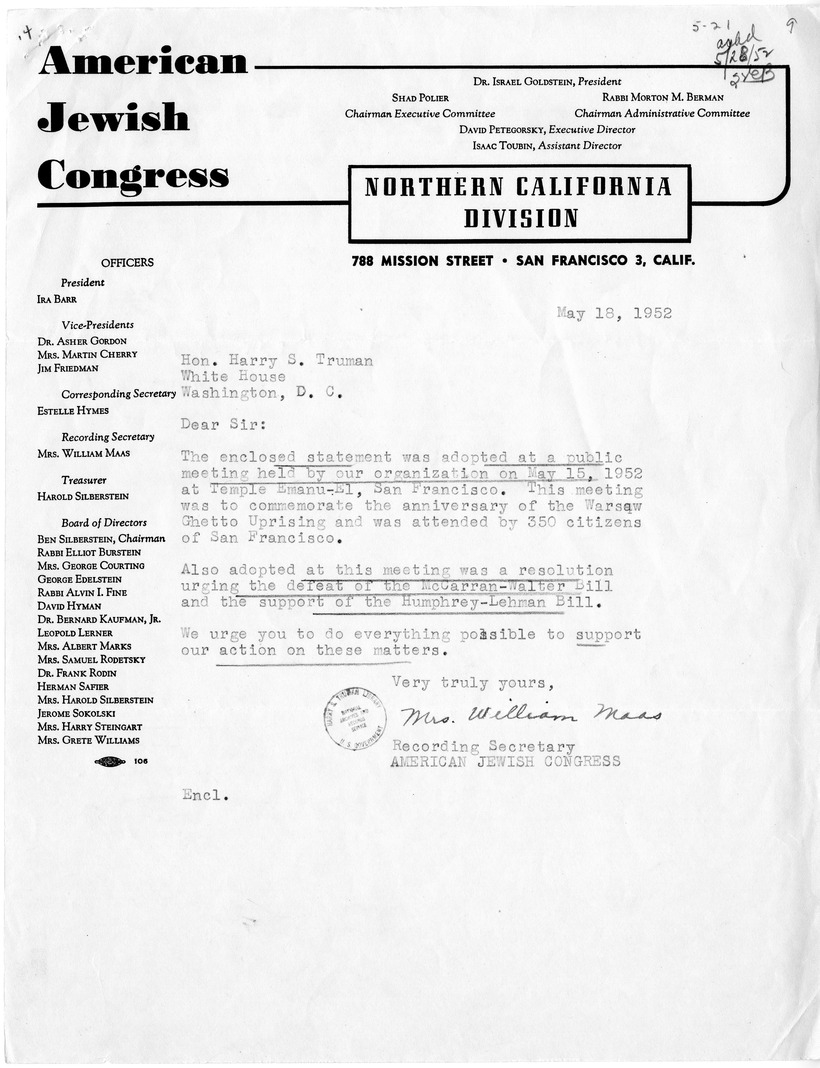 5-21
9
5/28/52
American
Jewish
Congress
DR. ISRAEL GOLDSTEIN, President
SHAD POLIER
Chairman Executive Committee
RABBI MORTON M. BERMAN
Chairman Administrative Committee
DAVID PETEGORSKY, Executive Director
ISAAC TOUBIN, Assistant Director
NORTHERN CALIFORNIA
DIVISION
788 MISSION STREET • SAN FRANCISCO 3, CALIF.
OFFICERS
President
IRA BARR
Vice-Presidents
DR. ASHER GORDON
MRS. MARTIN CHERRY
JIM FRIEDMAN
Corresponding Secretary
ESTELLE HYMES
Recording Secretary
MRS. WILLIAM MAAS
Treasurer
HAROLD SILBERSTEIN
Board of Directors
BEN SILBERSTEIN, Chairman
RABBI ELLIOT BURSTEIN
MRS. GEORGE COURTING
GEORGE EDELSTEIN
RABBI ALVIN I. FINE
DAVID HYMAN
DR. BERNARD KAUFMAN, JR.
LEOPOLD LERNER
MRS. ALBERT MARKS
MRS. SAMUEL RODETSKY
DR. FRANK RODIN
HERMAN SAFIER
MRS. HAROLD SILBERSTEIN
JEROME SOKOLSKI
MRS. HARRY STEINGART
MRS. GRETE WILLIAMS
106
May 18, 1952
Hon. Harry S. Truman
White House
Washington, D. C.
Dear Sir:
The enclosed statement was adopted at a public
meeting held by our organization on May 15, 1952
at Temple Emanu-El, San Francisco. This meeting
was to commemorate the anniversary of the Warsaw
Ghetto Uprising and was attended by 350 citizens
of San Francisco.
Also adopted at this meeting was a resolution
urging the defeat of the McCarran-Walter Bill
and the support of the Humphrey-Lehman Bill.
We urge you to do everything possible to support
our action on these matters.
Very truly yours,
HARRY S. TRUMAN LIBRARY
U.S. GOVERNMENT
Mrs. William Maas
Recording Secretary
AMERICAN JEWISH CONGRESS
Encl.